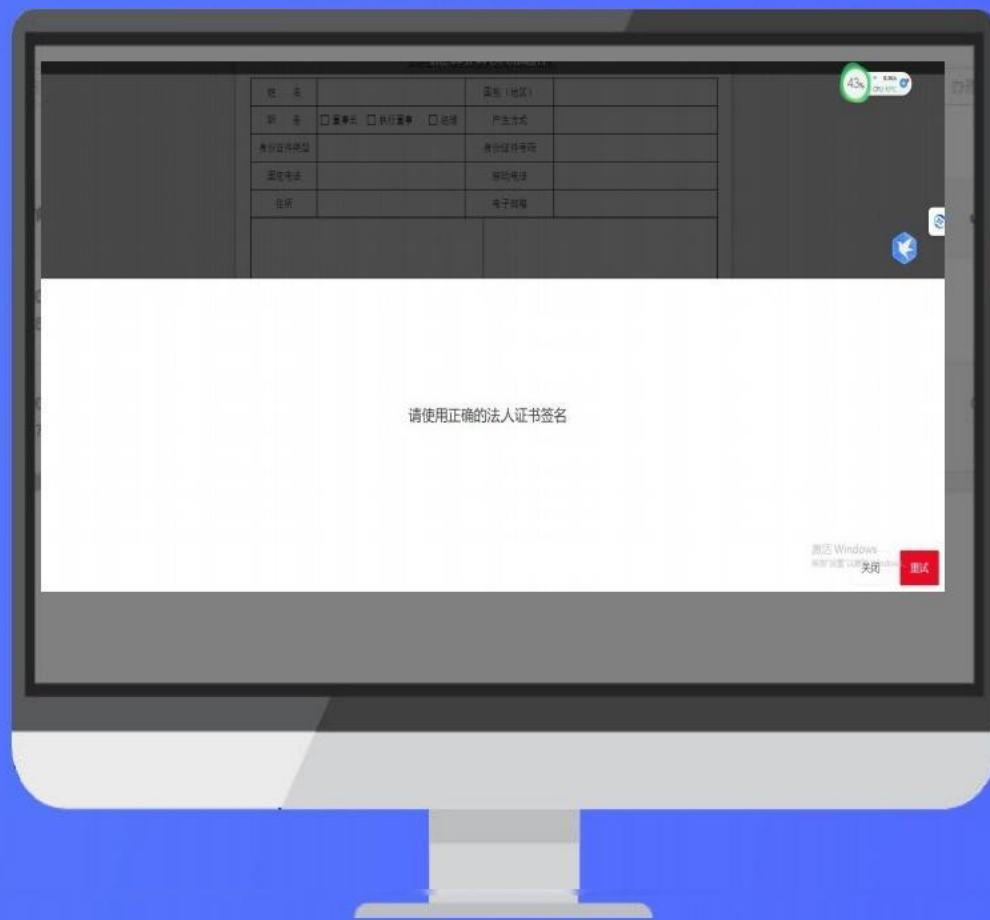 姓 名 国籍(地区)
职 务 □董事长 □执行董事 □经理 产生方式
身份证件类型 身份证件号码
固定电话 移动电话
住所 电子邮箱
43%
请使用正确的法人证书签名
激活 Windows
关闭 重试